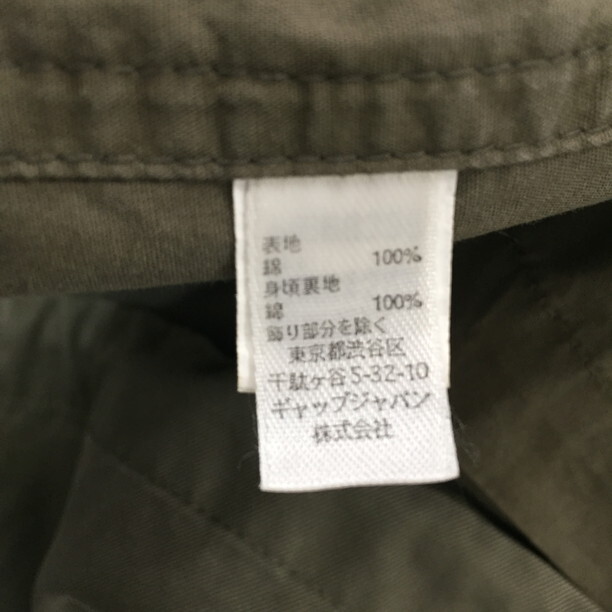 表地
綿 100%
身頃裏地
綿 100%
飾り部分を除く
東京都渋谷区
千駄ヶ谷5-32-10
ギャップジャパン
株式会社